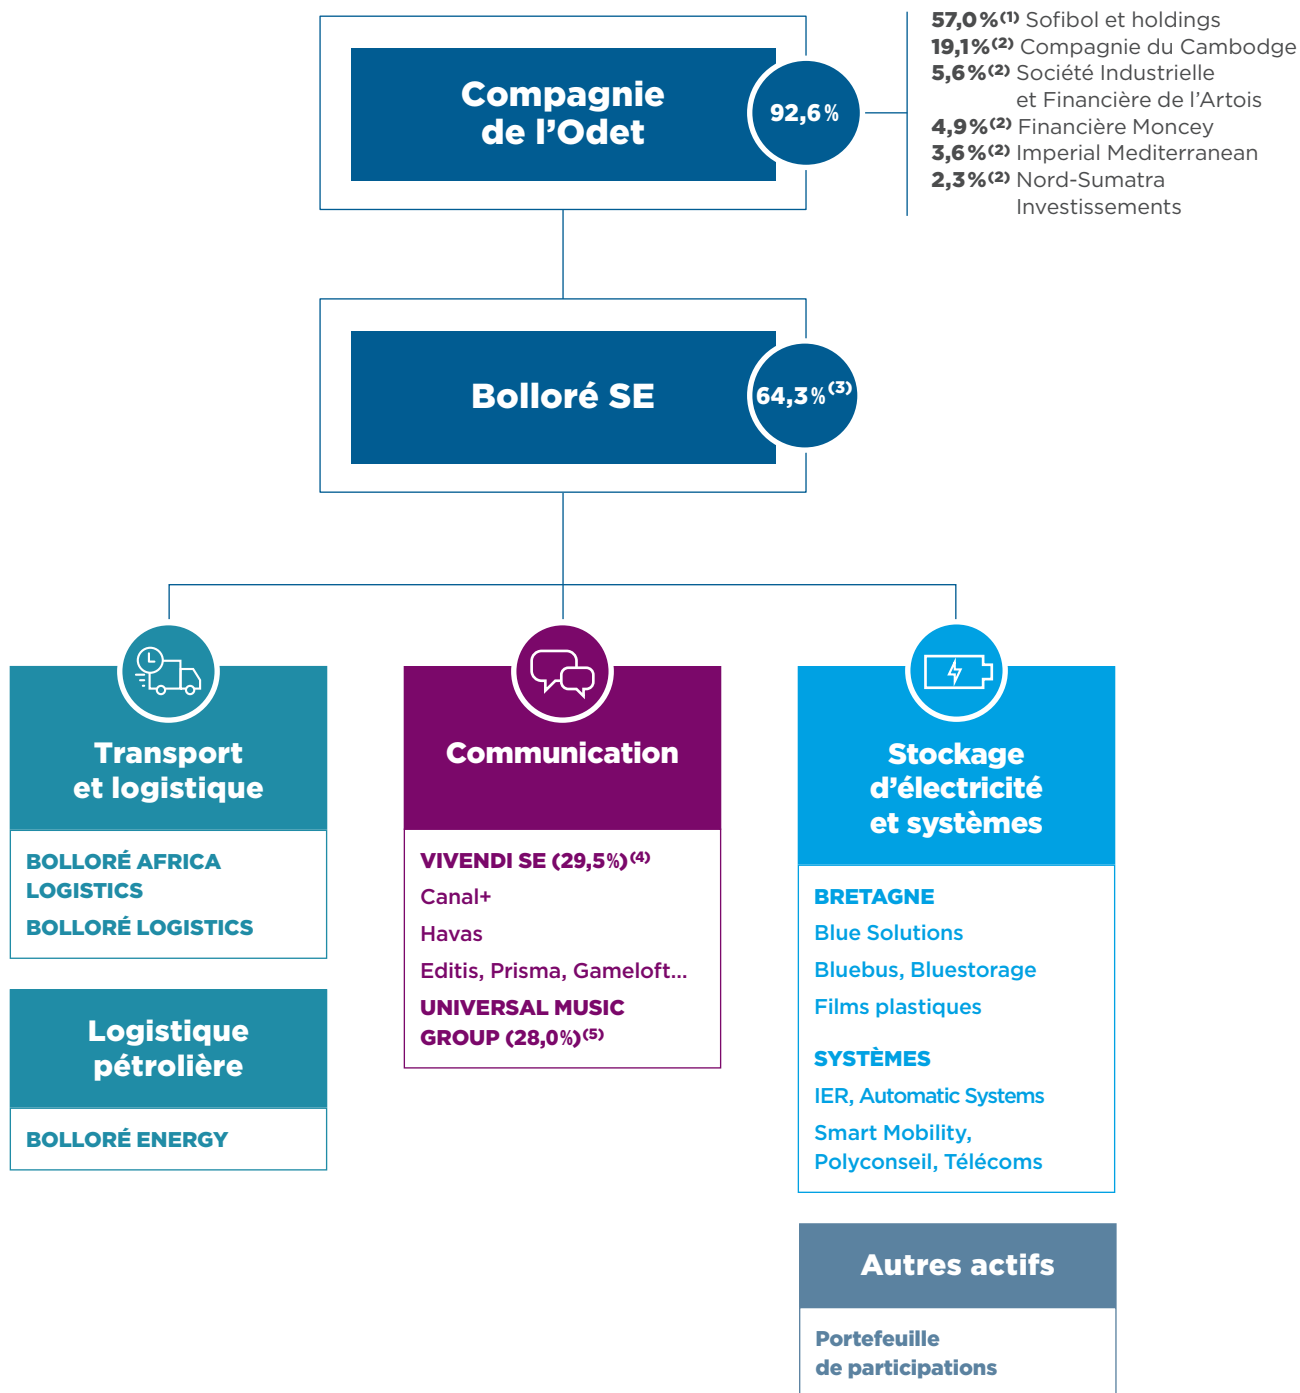 Compagnie
de l’Odet
92,6 %
57,0 %(1) Sofibol et holdings
19,1 %(2) Compagnie du Cambodge
5,6 %(2) Société Industrielle
et Financière de l’Artois
4,9 %(2) Financière Moncey
3,6 %(2) Imperial Mediterranean
2,3 %(2) Nord-Sumatra
Investissements
Bolloré SE
64,3 %(3)
Transport
et logistique
BOLLORÉ AFRICA
LOGISTICS
BOLLORÉ LOGISTICS
Logistique
pétrolière
BOLLORÉ ENERGY
Communication
VIVENDI SE (29,5 %)(4)
Canal+
Havas
Editis, Prisma, Gameloft...
UNIVERSAL MUSIC
GROUP (28,0 %)(5)
Stockage
d’électricité
et systèmes
BRETAGNE
Blue Solutions
Bluebus, Bluestorage
Films plastiques
SYSTÈMES
IER, Automatic Systems
Smart Mobility,
Polyconseil, Télécoms
Autres actifs
Portefeuille
de participations